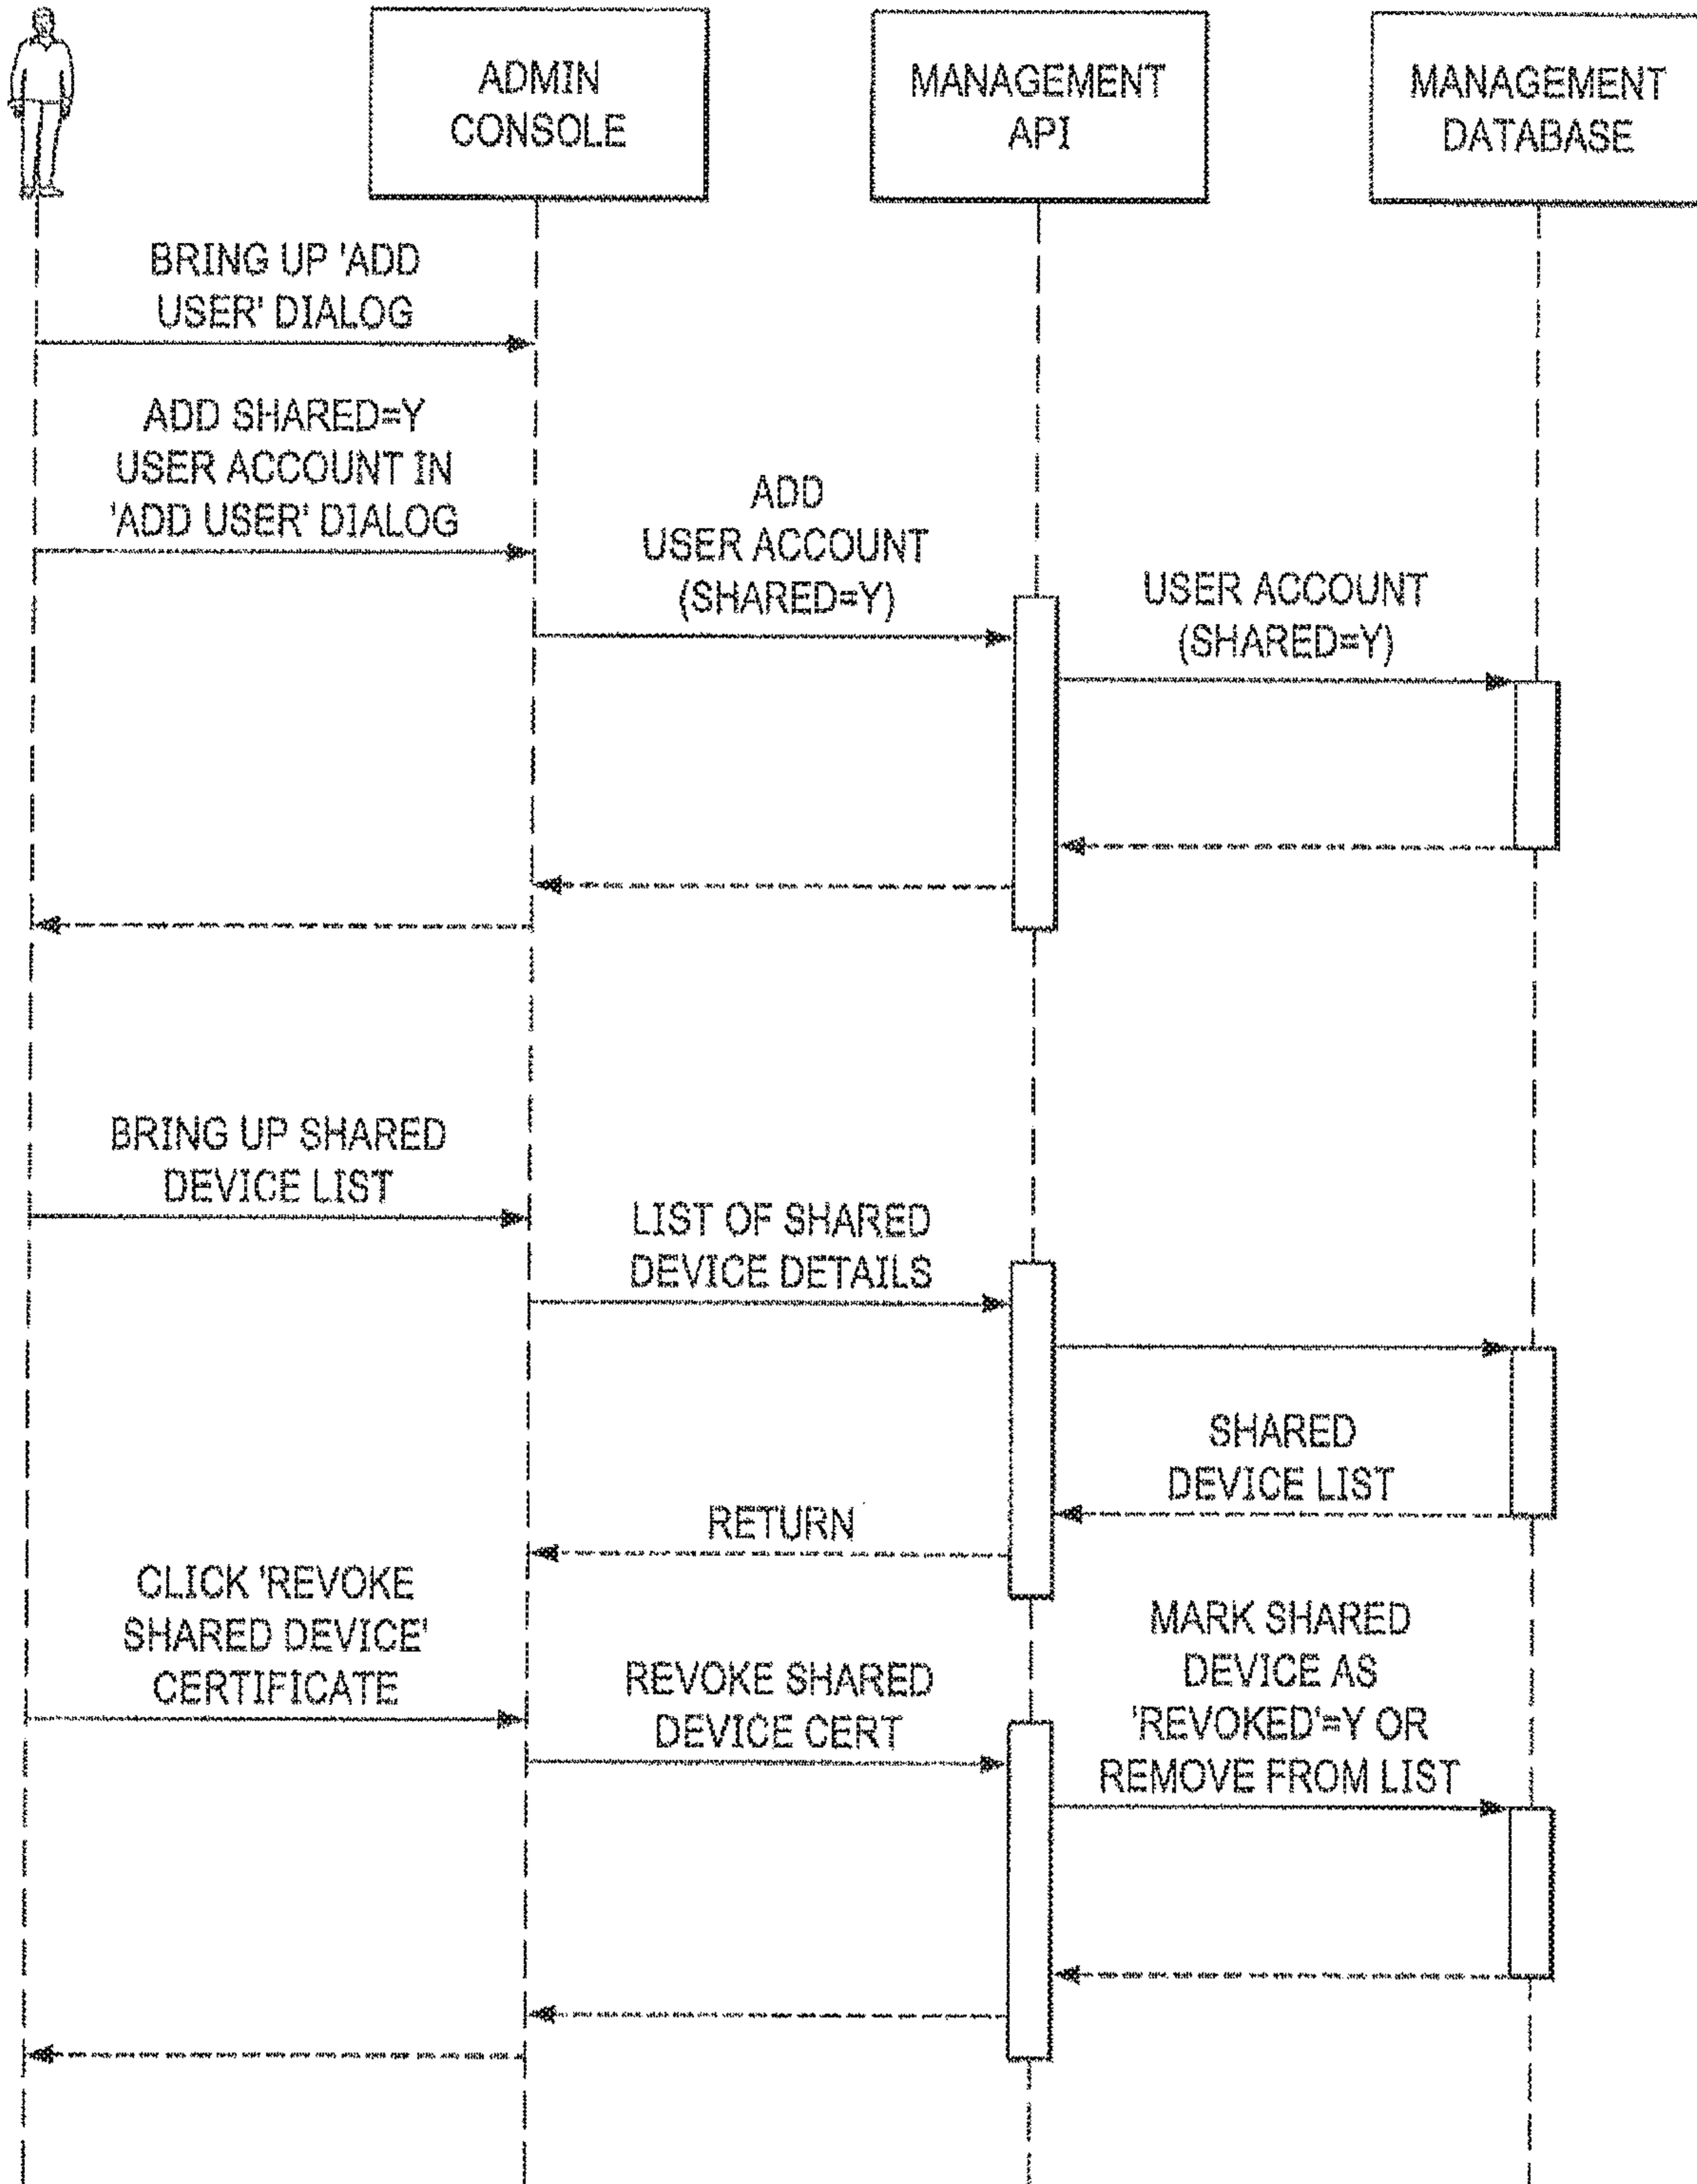 ADMIN
CONSOLE
MANAGEMENT
API
MANAGEMENT
DATABASE
BRING UP 'ADD
USER' DIALOG
ADD SHARED=Y
USER ACCOUNT IN
'ADD USER' DIALOG
ADD
USER ACCOUNT
(SHARED=Y)
USER ACCOUNT
(SHARED=Y)
BRING UP SHARED
DEVICE LIST
LIST OF SHARED
DEVICE DETAILS
SHARED
DEVICE LIST
RETURN
CLICK 'REVOKE
SHARED DEVICE'
CERTIFICATE
REVOKE SHARED
DEVICE CERT
MARK SHARED
DEVICE AS
'REVOKED'=Y OR
REMOVE FROM LIST